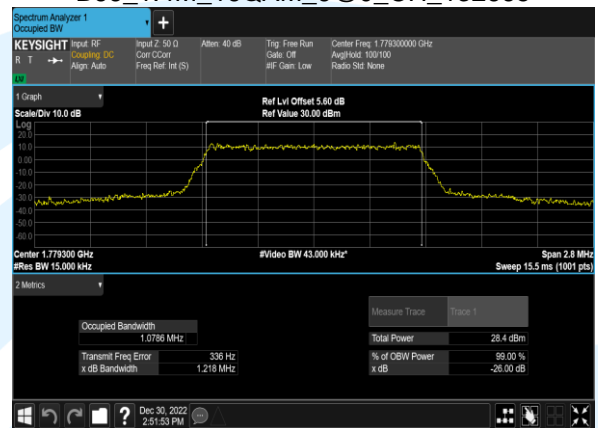 Spectrum Analyzer 1
Occupied BW
+
KEYSIGHT Input: RF Input Z: 50 Ω Atten: 40 dB Trig: Free Run Center Freq: 1.779300000 GHz
R T Coupling: DC Corr CCorr Gate: Off Avg|Hold: 100/100
Align: Auto Freq Ref: Int (S) #IF Gain: Low Radio Std: None
LW
1 Graph
Ref Lvl Offset 5.60 dB
Scale/Div 10.0 dB Ref Value 30.00 dBm
Log
20.0
10.0
0.00
-10.0
-20.0
-30.0
-40.0
-50.0
-60.0
Center 1.779300 GHz #Video BW 43.000 kHz* Span 2.8 MHz
#Res BW 15.000 kHz Sweep 15.5 ms (1001 pts)
2 Metrics
Measure Trace Trace 1
Occupied Bandwidth
1.0786 MHz Total Power 28.4 dBm
Transmit Freq Error 336 Hz % of OBW Power 99.00 %
x dB Bandwidth 1.218 MHz x dB -26.00 dB
? Dec 30, 2022
2:51:53 PM